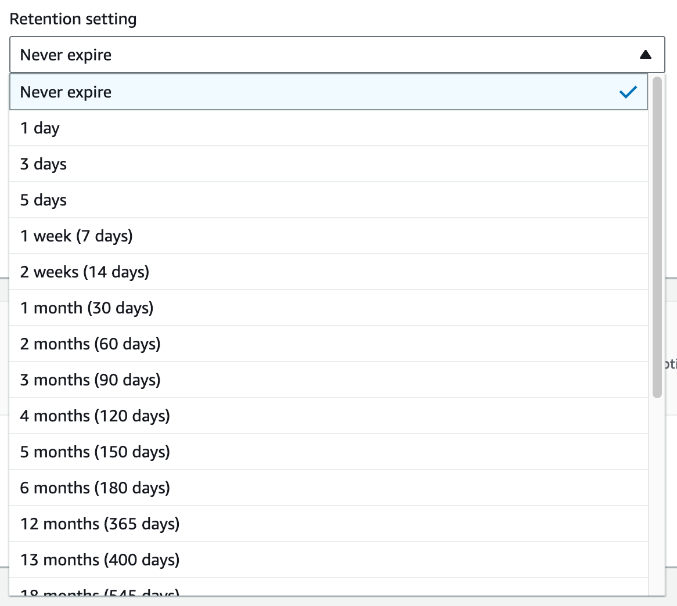 Retention setting
Never expire
Never expire
1 day
3 days
5 days
1 week (7 days)
2 weeks (14 days)
1 month (30 days)
2 months (60 days)
3 months (90 days)
4 months (120 days)
5 months (150 days)
6 months (180 days)
12 months (365 days)
13 months (400 days)
18 months (545 days)